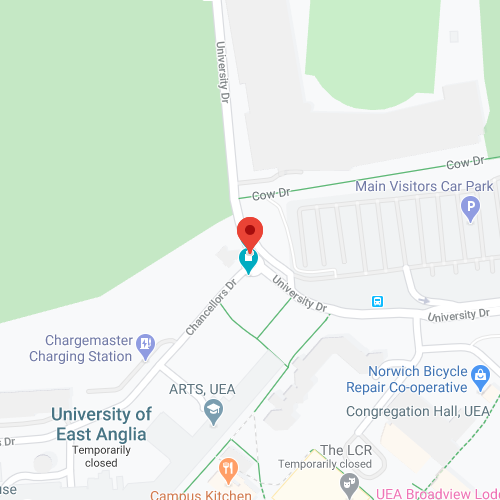 University Dr
Cow Dr
Cow Dr
Main Visitors Car Park
P
Chancellors Dr
University Dr
University Dr
Chargemaster
Charging Station
Norwich Bicycle
Repair Co-operative
ARTS, UEA
Congregation Hall, UEA
University of
East Anglia
Temporarily
closed
s Dr
The LCR
Temporarily closed
use
Campus Kitchen
UEA Broadview Lod